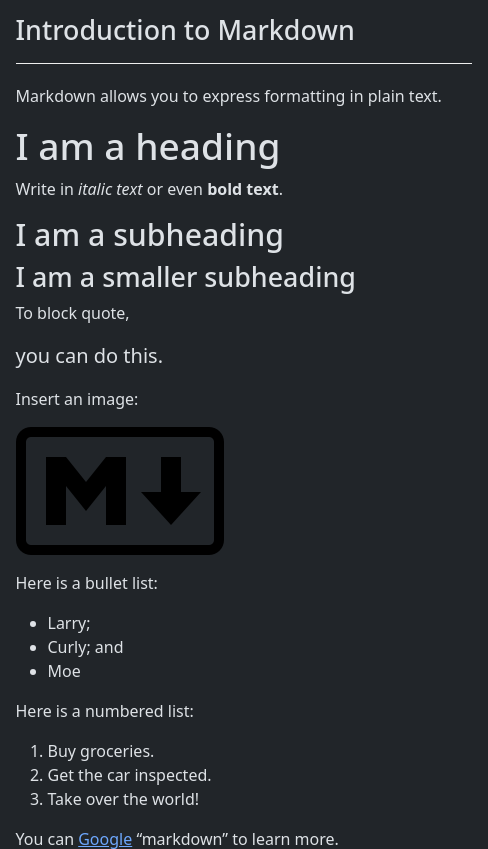 Introduction to Markdown
Markdown allows you to express formatting in plain text.
I am a heading
Write in italic text or even bold text.
I am a subheading
I am a smaller subheading
To block quote,
you can do this.
Insert an image:
M
Here is a bullet list:
• Larry;
• Curly; and
• Moe
Here is a numbered list:
1. Buy groceries.
2. Get the car inspected.
3. Take over the world!
You can Google “markdown” to learn more.